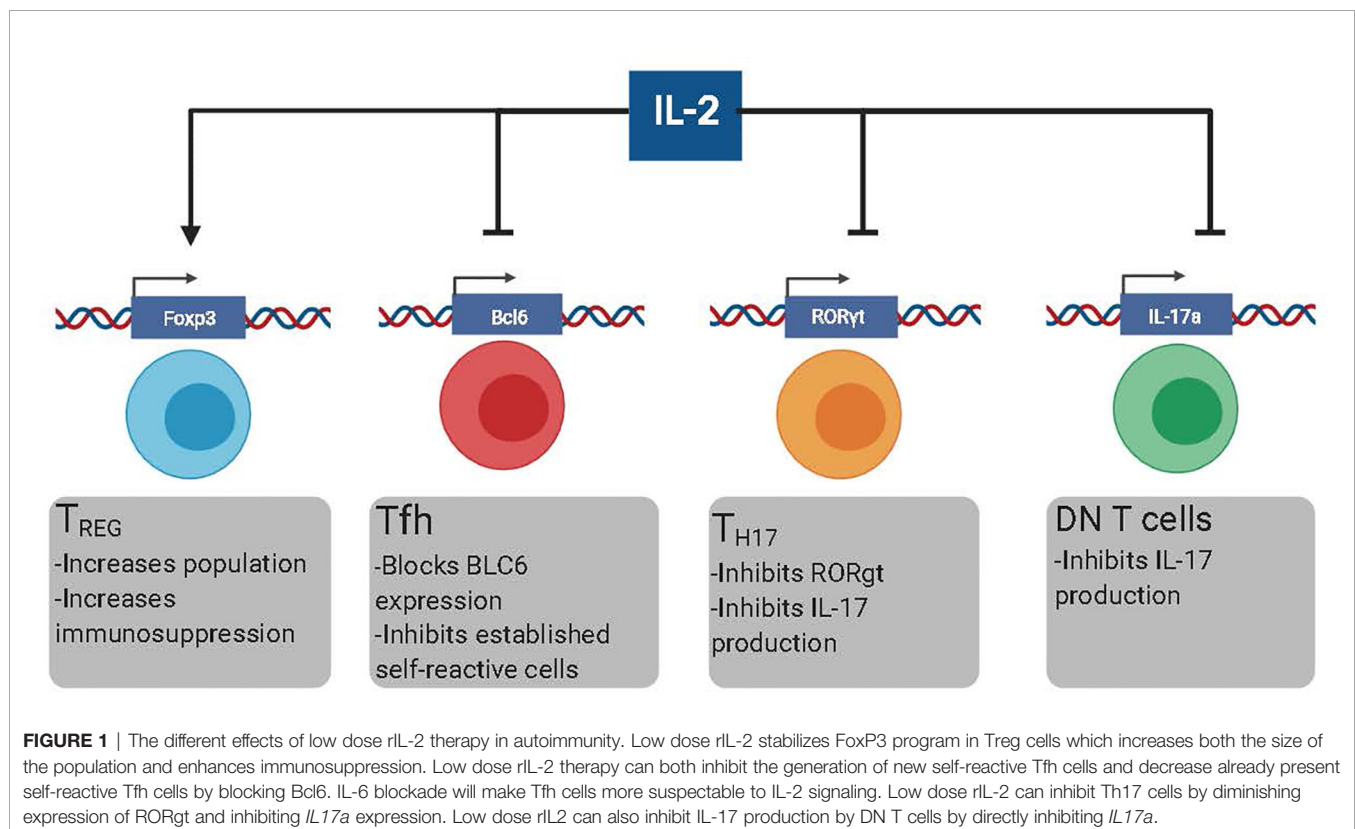 IL-2
Foxp3
Bcl6
RORγt
IL-17a
TREG
-Increases population
-Increases
immunosuppression
Tfh
-Blocks BLC6
expression
-Inhibits established
self-reactive cells
TH17
-Inhibits RORgt
-Inhibits IL-17
production
DN T cells
-Inhibits IL-17
production
FIGURE 1 | The different effects of low dose rIL-2 therapy in autoimmunity. Low dose rIL-2 stabilizes FoxP3 program in Treg cells which increases both the size of
the population and enhances immunosuppression. Low dose rIL-2 therapy can both inhibit the generation of new self-reactive Tfh cells and decrease already present
self-reactive Tfh cells by blocking Bcl6. IL-6 blockade will make Tfh cells more suspectable to IL-2 signaling. Low dose rIL-2 can inhibit Th17 cells by diminishing
expression of RORgt and inhibiting IL17a expression. Low dose rIL2 can also inhibit IL-17 production by DN T cells by directly inhibiting IL17a.